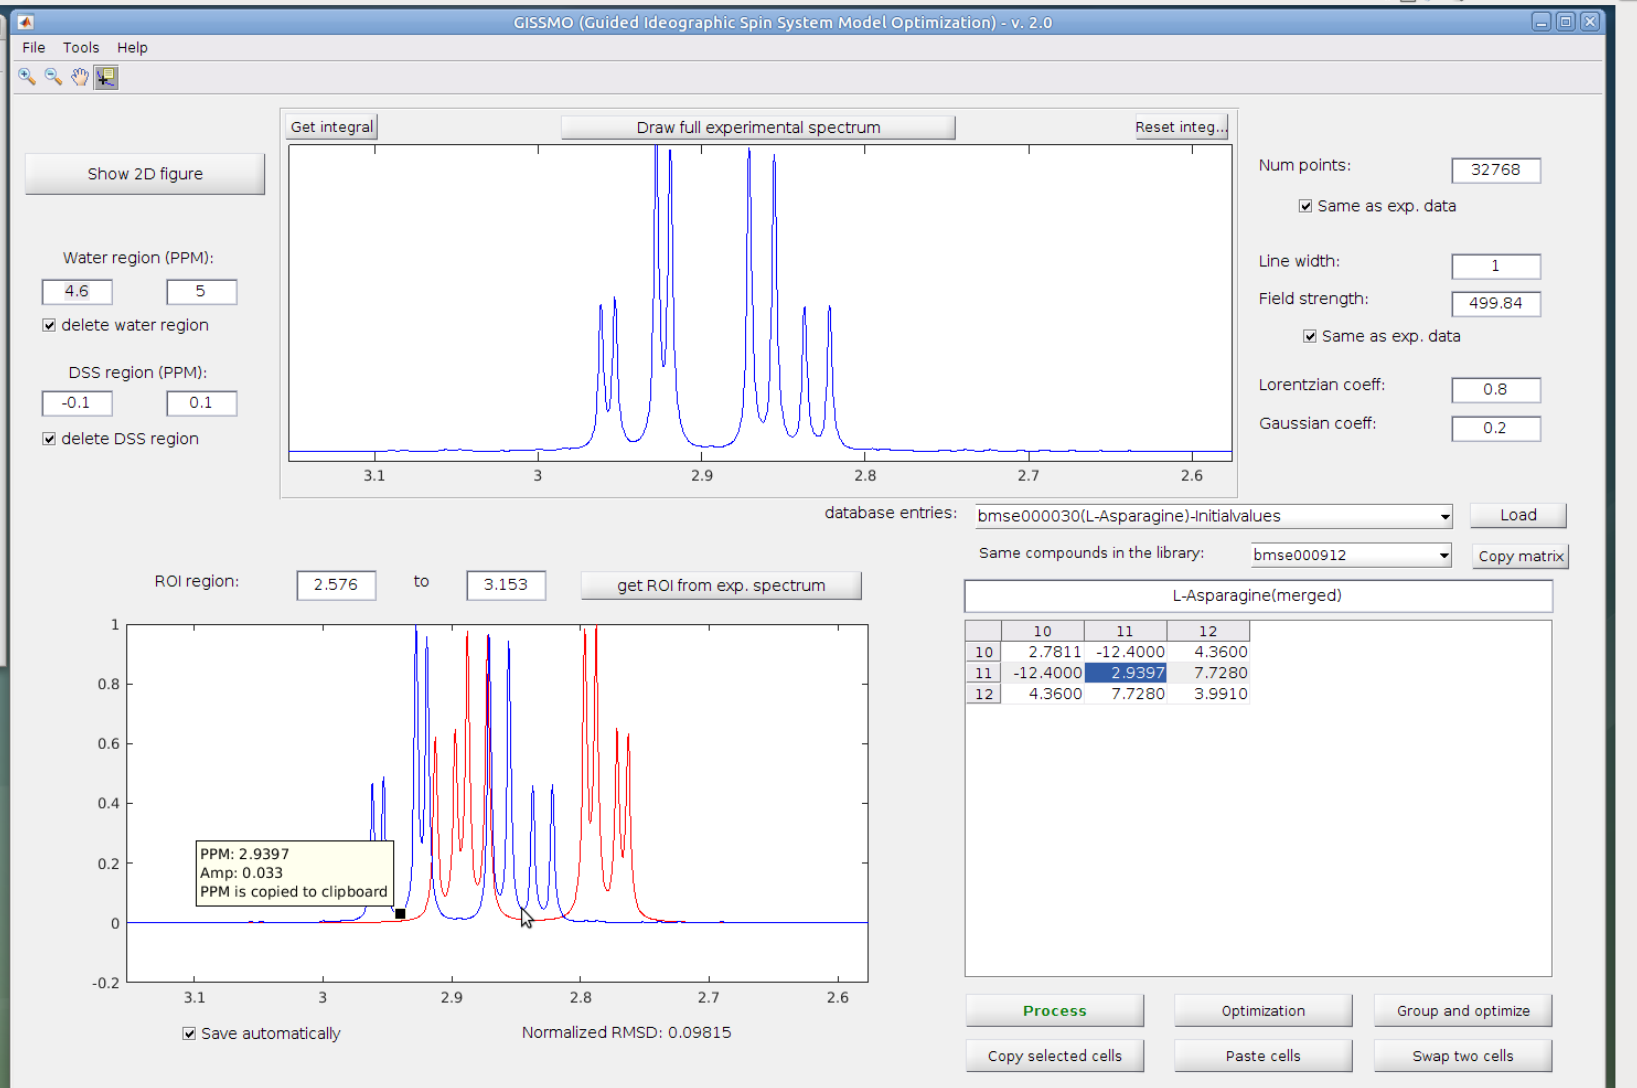 GISSMO (Guided Ideographic Spin System Model Optimization) - v. 2.0
File Tools Help
Get integral Draw full experimental spectrum Reset integ...
Show 2D figure
Water region (PPM):
4.6 5
delete water region
DSS region (PPM):
-0.1 0.1
delete DSS region
3.1 3 2.9 2.8 2.7 2.6
Num points: 32768
Same as exp. data
Line width: 1
Field strength: 499.84
Same as exp. data
Lorentzian coeff: 0.8
Gaussian coeff: 0.2
database entries: bmse000030(L-Asparagine)-Initialvalues Load
Same compounds in the library: bmse000912 Copy matrix
ROI region: 2.576 to 3.153 get ROI from exp. spectrum
L-Asparagine(merged)
10 11 12
10 2.7811 -12.4000 4.3600
11 -12.4000 2.9397 7.7280
12 4.3600 7.7280 3.9910
1
0.8
0.6
0.4
0.2
0
-0.2
PPM: 2.9397
Amp: 0.033
PPM is copied to clipboard
3.1 3 2.9 2.8 2.7 2.6
Save automatically Normalized RMSD: 0.09815
Process Optimization Group and optimize
Copy selected cells Paste cells Swap two cells